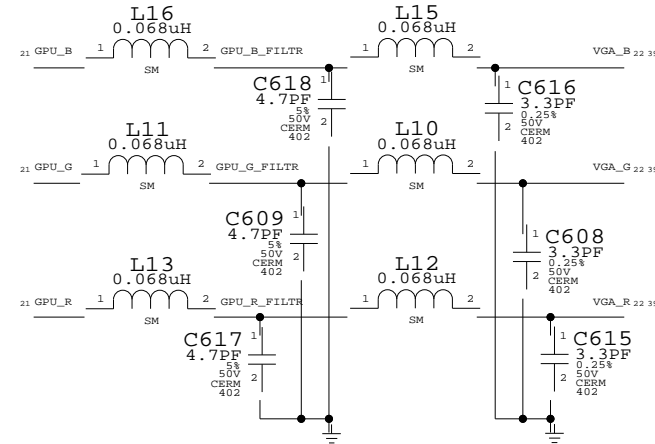 L16
0.068uH
21 GPU_B 1 2 GPU_B_FILTR
SM
L15
0.068uH
1 2 VGA_B 22 39
SM
C618
4.7PF
5%
50V
CERM
402
1
2
C616
3.3PF
0.25%
50V
CERM
402
1
2
L11
0.068uH
21 GPU_G 1 2 GPU_G_FILTR
SM
L10
0.068uH
1 2 VGA_G 22 39
SM
C609
4.7PF
5%
50V
CERM
402
1
2
C608
3.3PF
0.25%
50V
CERM
402
1
2
L13
0.068uH
21 GPU_R 1 2 GPU_R_FILTR
SM
L12
0.068uH
1 2 VGA_R 22 39
SM
C617
4.7PF
5%
50V
CERM
402
1
2
C615
3.3PF
0.25%
50V
CERM
402
1
2